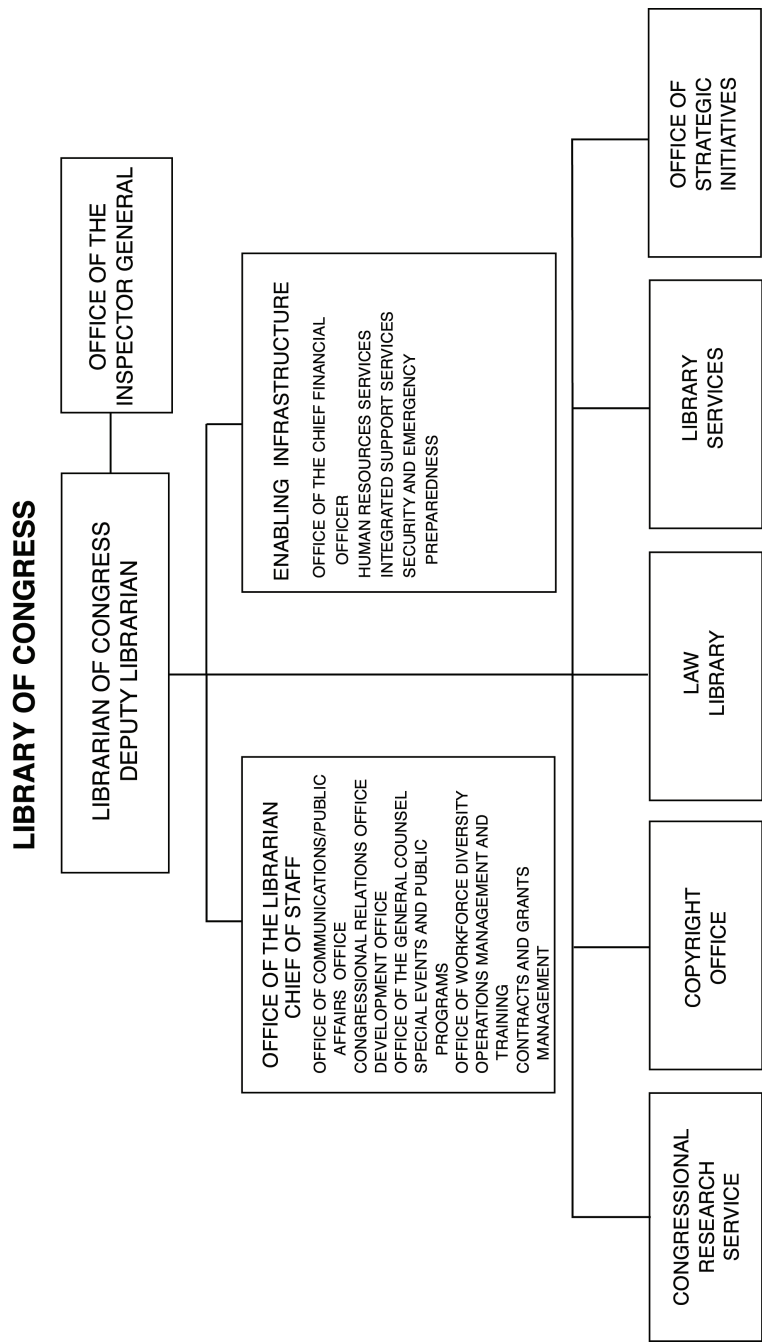 LIBRARY OF CONGRESS
LIBRARIAN OF CONGRESS
DEPUTY LIBRARIAN
OFFICE OF THE
INSPECTOR GENERAL
OFFICE OF THE LIBRARIAN
CHIEF OF STAFF
OFFICE OF COMMUNICATIONS/PUBLIC
AFFAIRS OFFICE
CONGRESSIONAL RELATIONS OFFICE
DEVELOPMENT OFFICE
OFFICE OF THE GENERAL COUNSEL
SPECIAL EVENTS AND PUBLIC
PROGRAMS
OFFICE OF WORKFORCE DIVERSITY
OPERATIONS MANAGEMENT AND
TRAINING
CONTRACTS AND GRANTS
MANAGEMENT
ENABLING INFRASTRUCTURE
OFFICE OF THE CHIEF FINANCIAL
OFFICER
HUMAN RESOURCES SERVICES
INTEGRATED SUPPORT SERVICES
SECURITY AND EMERGENCY
PREPAREDNESS
CONGRESSIONAL
RESEARCH
SERVICE
COPYRIGHT
OFFICE
LAW
LIBRARY
LIBRARY
SERVICES
OFFICE OF
STRATEGIC
INITIATIVES